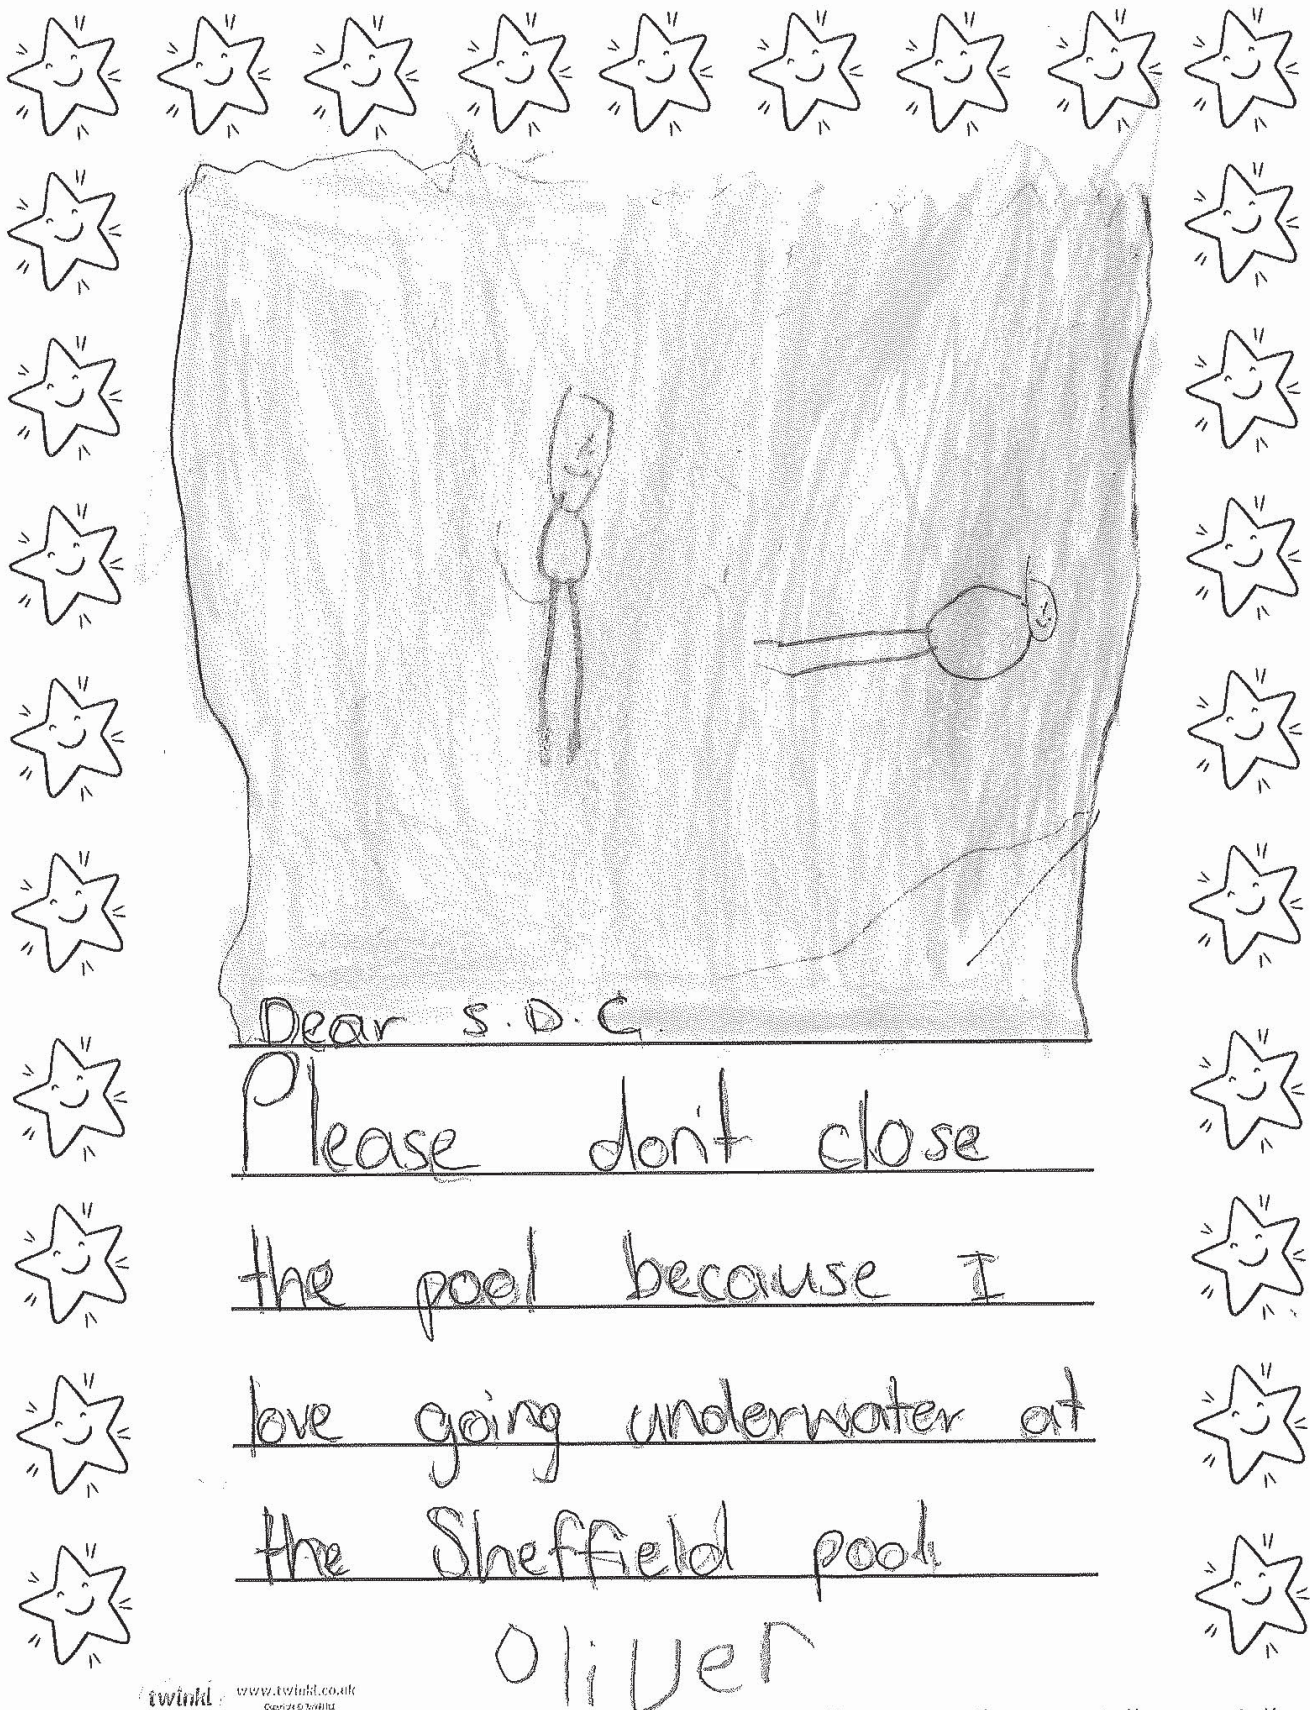 Dear S.D.C.
Please don't close
the pool because I
love going underwater at
the Sheffield pool.
Oliver
twinkl www.twinkl.co.uk